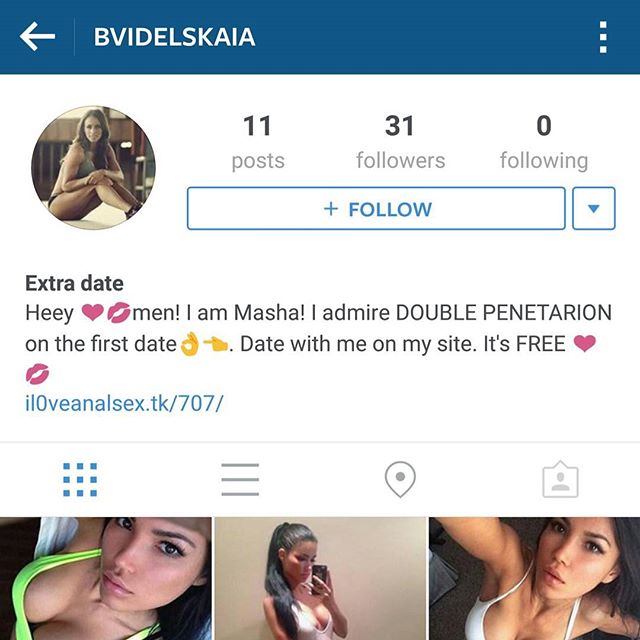 BVIDELSKAIA
11 31 0
posts followers following
+ FOLLOW
Extra date
Heey ❤💋men! I am Masha! I admire DOUBLE PENETARION
on the first date👌👈. Date with me on my site. It's FREE ❤
💋
il0veanalsex.tk/707/